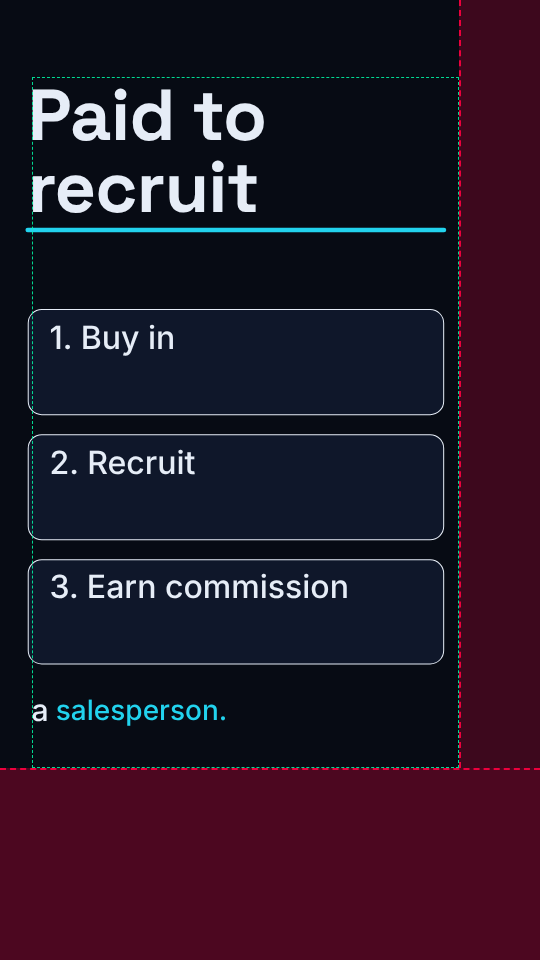 Paid to
recruit
1. Buy in
2. Recruit
3. Earn commission
a salesperson.